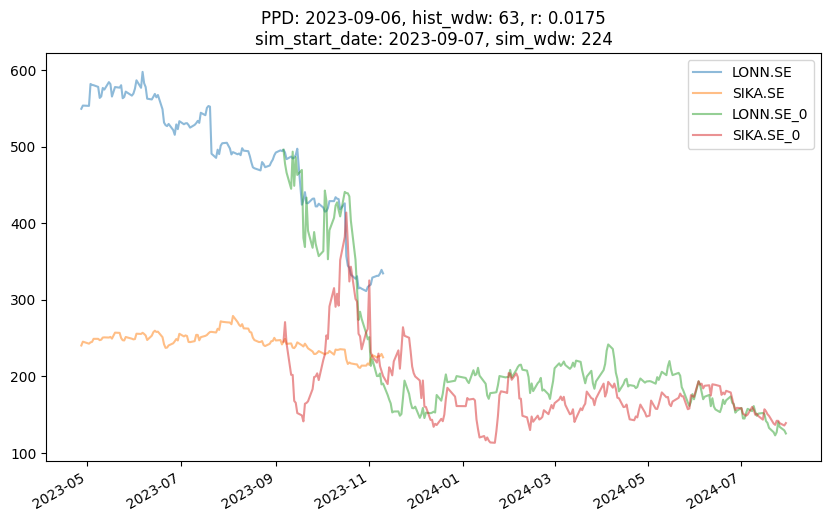 PPD: 2023-09-06, hist_wdw: 63, r: 0.0175
sim_start_date: 2023-09-07, sim_wdw: 224
LONN.SE
SIKA.SE
LONN.SE_0
SIKA.SE_0
600
500
400
300
200
100
2023-05
2023-07
2023-09
2023-11
2024-01
2024-03
2024-05
2024-07